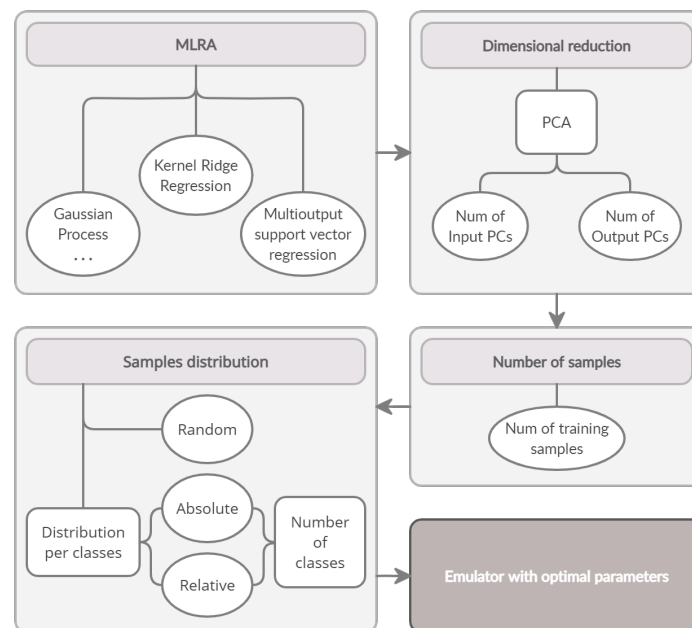 MLRA
Kernel Ridge
Regression
Gaussian
Process
...
Multioutput
support vector
regression
Dimensional reduction
PCA
Num of
Input PCs
Num of
Output PCs
Number of samples
Num of training
samples
Samples distribution
Random
Distribution
per classes
Absolute
Relative
Number
of
classes
Emulator with optimal parameters